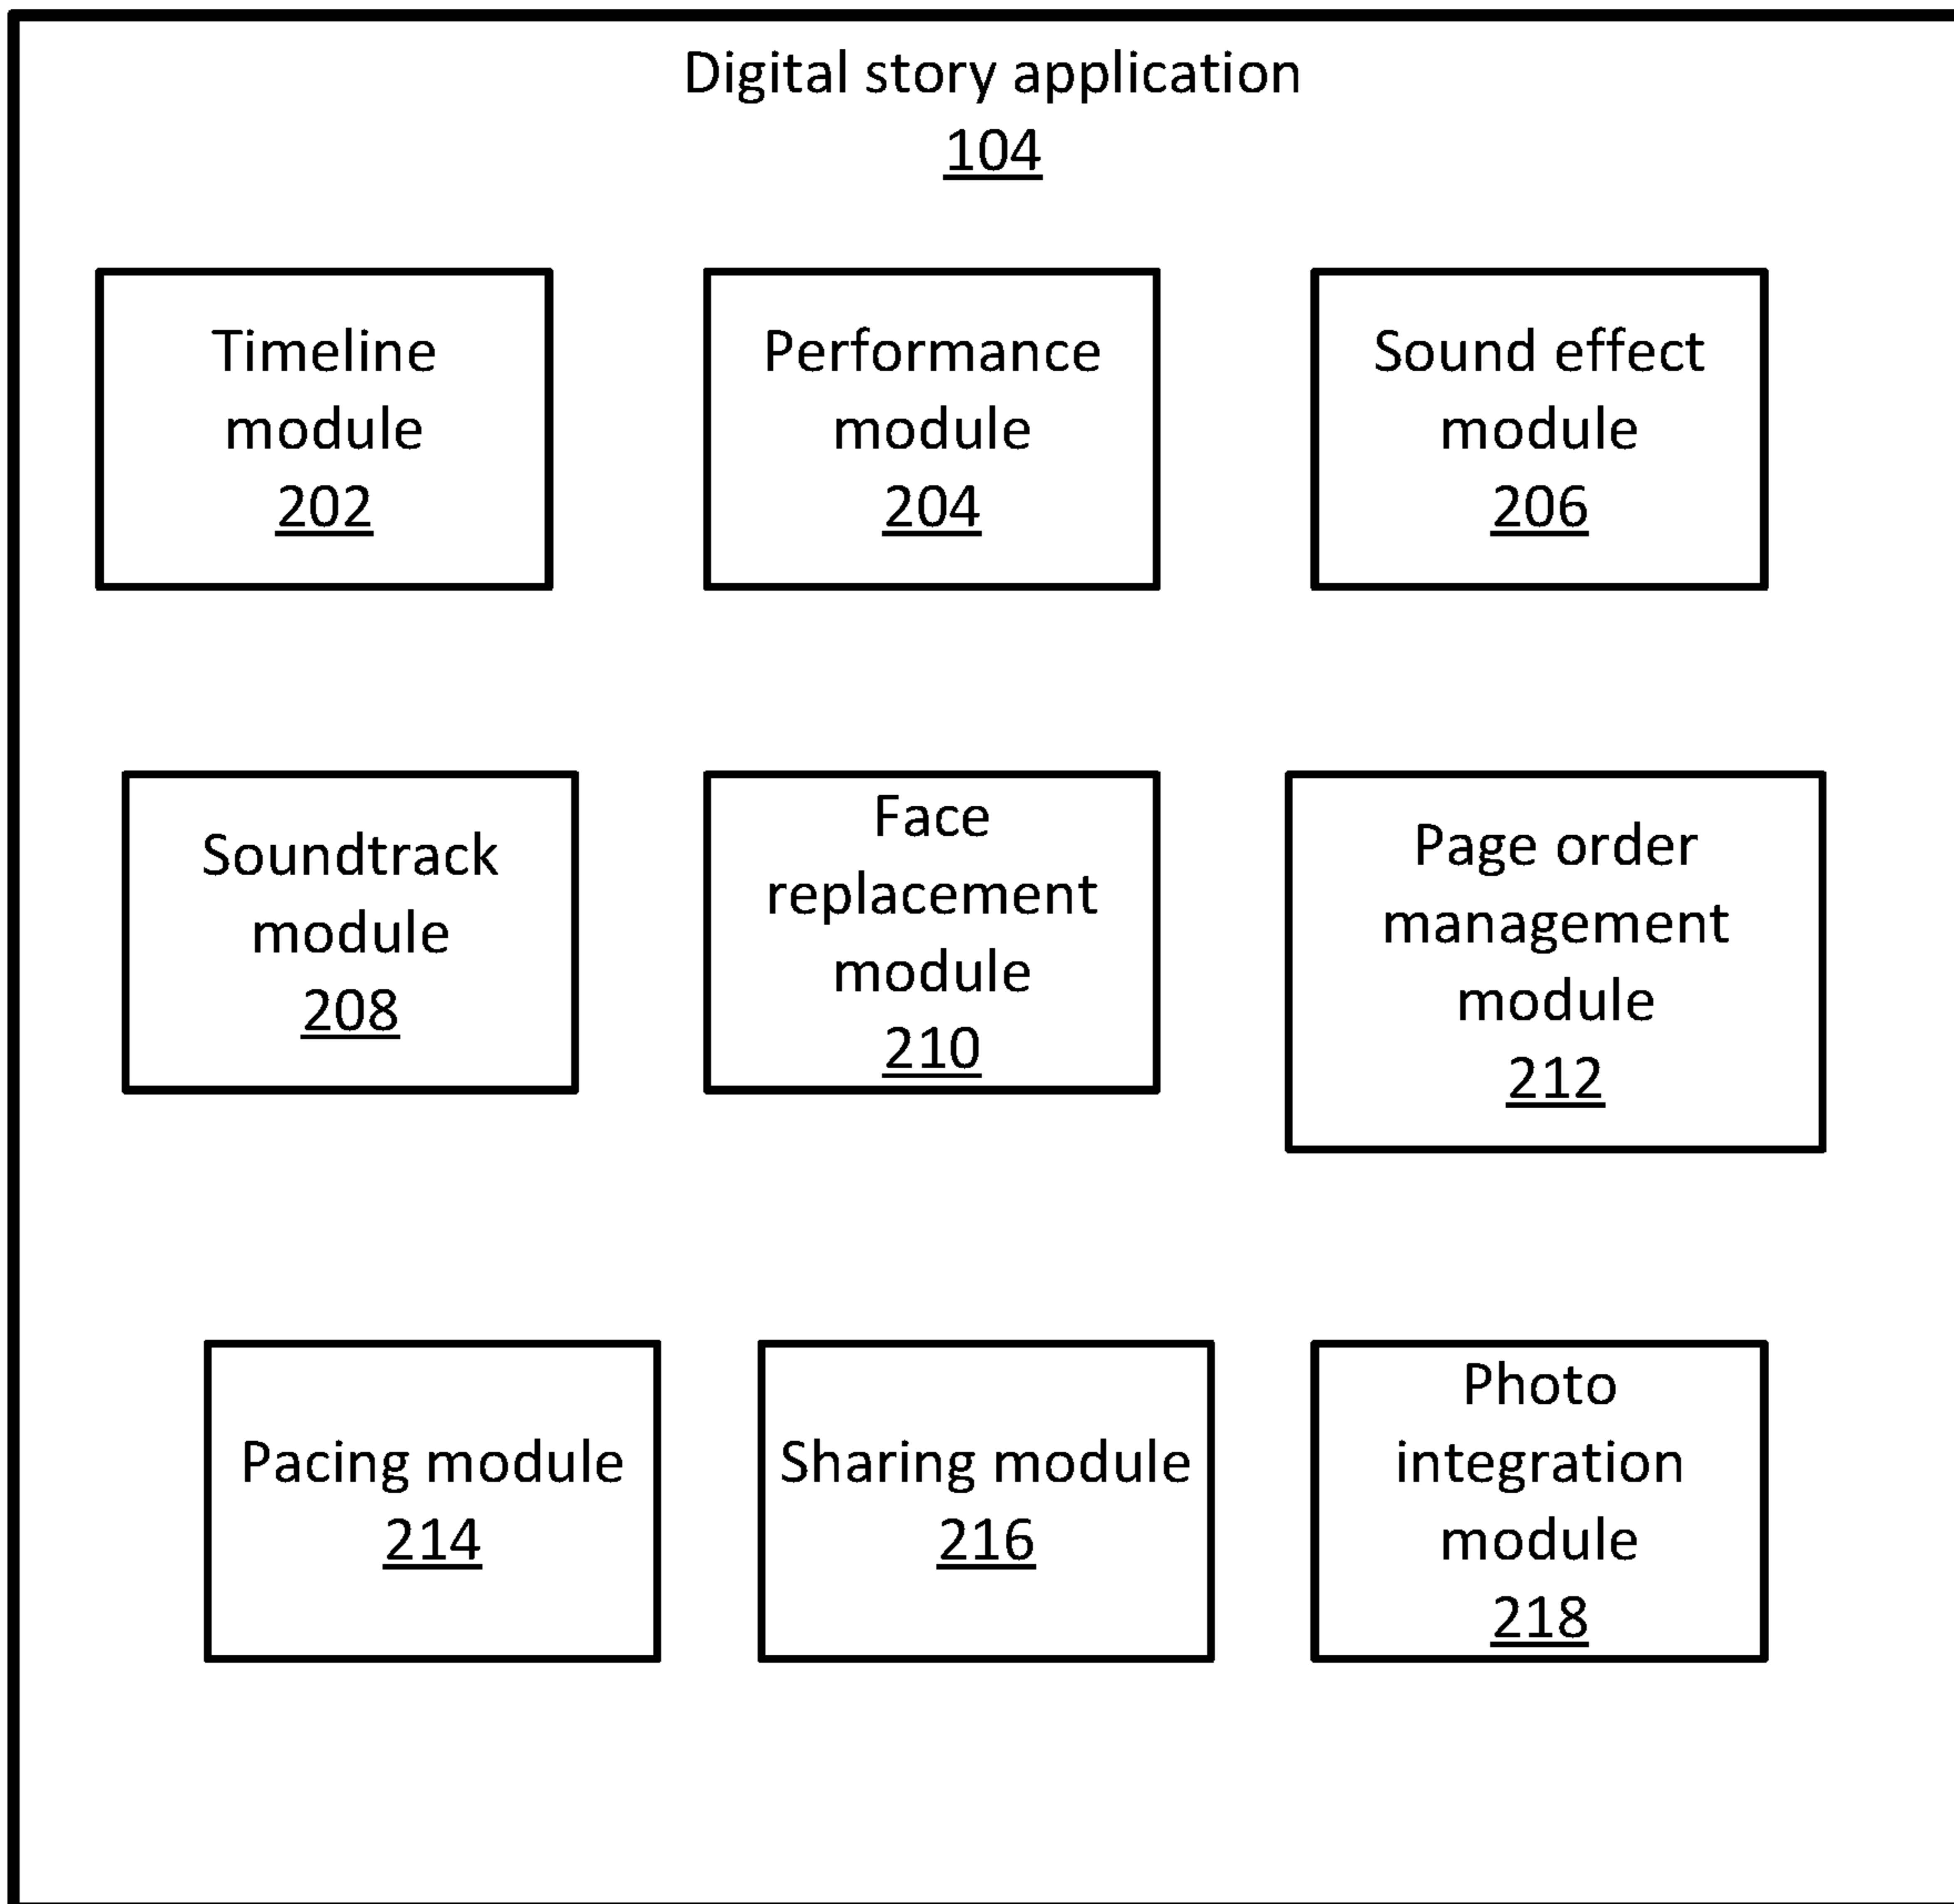 Digital story application
104
Timeline
module
202
Performance
module
204
Sound effect
module
206
Soundtrack
module
208
Face
replacement
module
210
Page order
management
module
212
Pacing module
214
Sharing module
216
Photo
integration
module
218